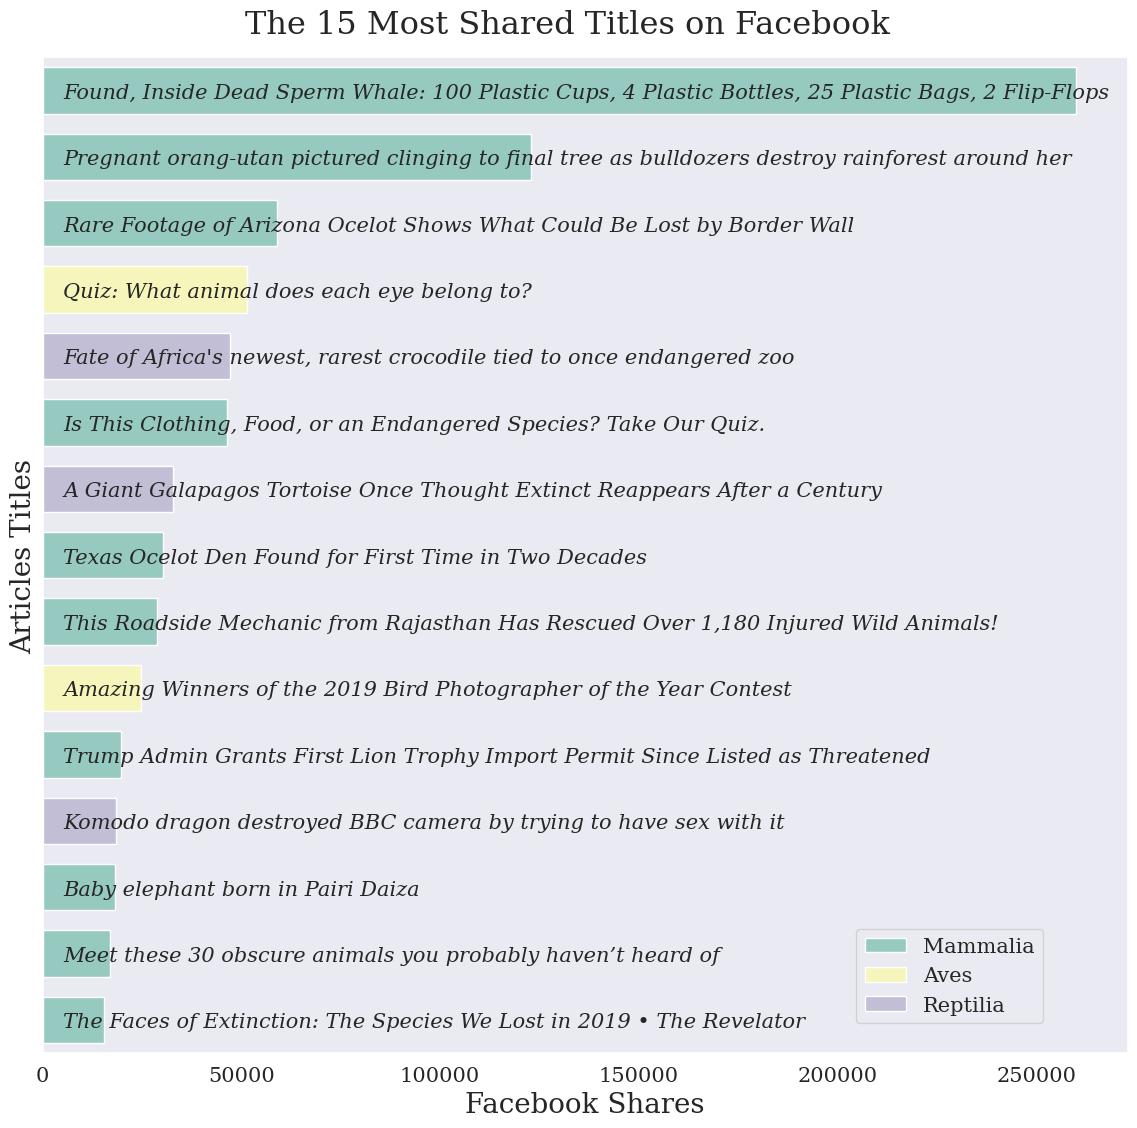 The 15 Most Shared Titles on Facebook
Found, Inside Dead Sperm Whale: 100 Plastic Cups, 4 Plastic Bottles, 25 Plastic Bags, 2 Flip-Flops
Pregnant orang-utan pictured clinging to final tree as bulldozers destroy rainforest around her
Rare Footage of Arizona Ocelot Shows What Could Be Lost by Border Wall
Quiz: What animal does each eye belong to?
Fate of Africa's newest, rarest crocodile tied to once endangered zoo
Is This Clothing, Food, or an Endangered Species? Take Our Quiz.
A Giant Galapagos Tortoise Once Thought Extinct Reappears After a Century
Texas Ocelot Den Found for First Time in Two Decades
This Roadside Mechanic from Rajasthan Has Rescued Over 1,180 Injured Wild Animals!
Amazing Winners of the 2019 Bird Photographer of the Year Contest
Trump Admin Grants First Lion Trophy Import Permit Since Listed as Threatened
Komodo dragon destroyed BBC camera by trying to have sex with it
Baby elephant born in Pairi Daiza
Meet these 30 obscure animals you probably haven’t heard of
The Faces of Extinction: The Species We Lost in 2019 • The Revelator
Articles Titles
Mammalia
Aves
Reptilia
0 50000 100000 150000 200000 250000
Facebook Shares